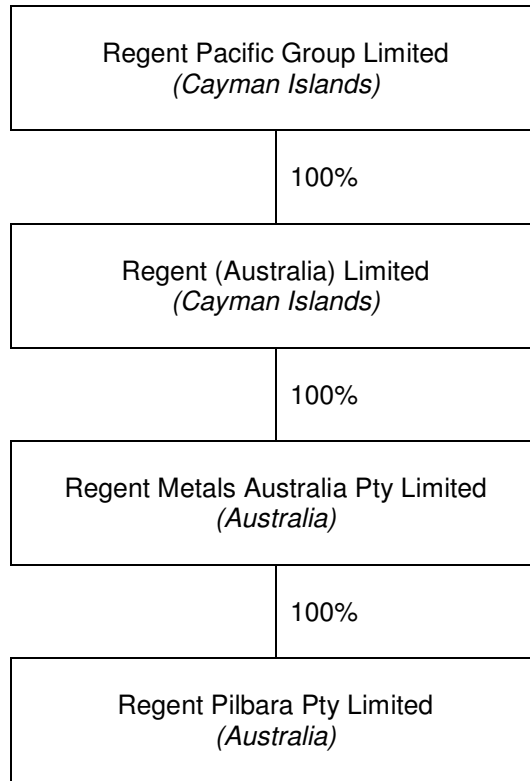 Regent Pacific Group Limited
(Cayman Islands)
100%
Regent (Australia) Limited
(Cayman Islands)
100%
Regent Metals Australia Pty Limited
(Australia)
100%
Regent Pilbara Pty Limited
(Australia)